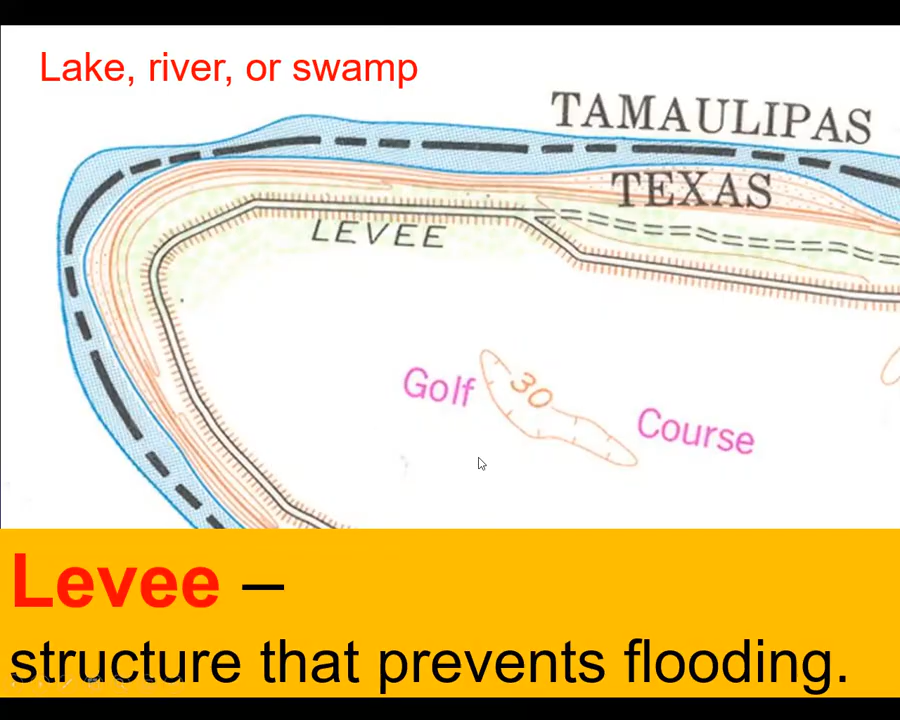 Lake, river, or swamp
TAMAULIPAS
TEXAS
LEVEE
30
Golf
Course
Levee –
structure that prevents flooding.